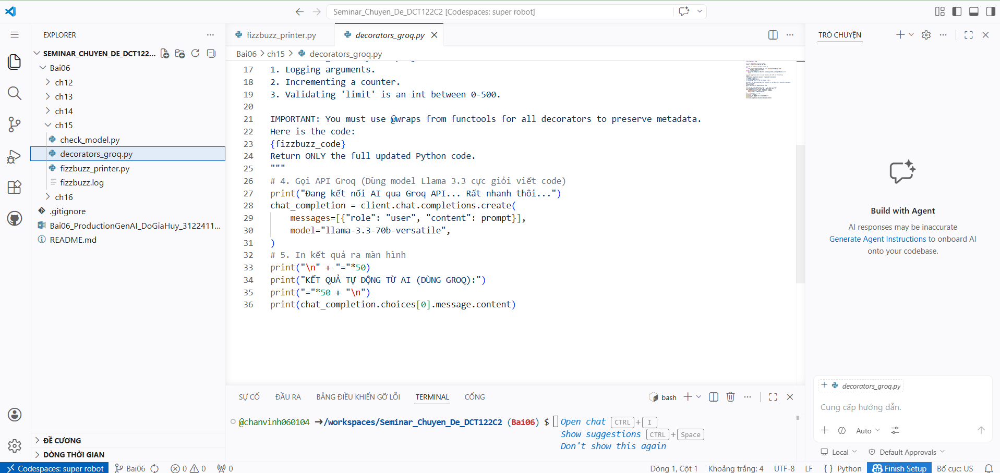 Seminar_Chuyen_De_DCT122C2 [Codespaces: super robot]
EXPLORER
SEMINAR_CHUYEN_DE_DCT122...
Bai06
ch12
ch13
ch14
ch15
check_model.py
decorators_groq.py
fizzbuzz_printer.py
fizzbuzz.log
ch16
.gitignore
Bai06_ProductionGenAI_DoGiaHuy_3122411...
README.md
ĐỀ CƯƠNG
DÒNG THỜI GIAN
fizzbuzz_printer.py
decorators_groq.py
Bai06 > ch15 > decorators_groq.py
17 1. Logging arguments.
18 2. Incrementing a counter.
19 3. Validating 'limit' is an int between 0-500.
20
21 IMPORTANT: You must use @wraps from functools for all decorators to preserve metadata.
22 Here is the code:
23 {fizzbuzz_code}
24 Return ONLY the full updated Python code.
25 """
26 # 4. Gọi API Groq (Dùng model Llama 3.3 cực giỏi viết code)
27 print("Đang kết nối AI qua Groq API... Rất nhanh thôi...")
28 chat_completion = client.chat.completions.create(
29 messages=[{"role": "user", "content": prompt}],
30 model="llama-3.3-70b-versatile",
31 )
32 # 5. In kết quả ra màn hình
33 print("\n" + "="*50)
34 print("KẾT QUẢ TỰ ĐỘNG TỪ AI (DÙNG GROQ):")
35 print("="*50 + "\n")
36 print(chat_completion.choices[0].message.content)
SỰ CỐ ĐẦU RA BẢNG ĐIỀU KHIỂN GỠ LỖI TERMINAL CỔNG
bash
@chanvinh060104 ➜/workspaces/Seminar_Chuyen_De_DCT122C2 (Bai06) $ Open chat CTRL + I
Show suggestions CTRL + Space
Don't show this again
TRÒ CHUYỆN
Build with Agent
AI responses may be inaccurate
Generate Agent Instructions to onboard AI
onto your codebase.
decorators_groq.py
Cung cấp hướng dẫn.
Auto
Local Default Approvals
Codespaces: super robot Bai06 0 0 0 Dòng 1, Cột 1 Khoảng trắng: 4 UTF-8 LF { } Python Finish Setup Bố cục: US